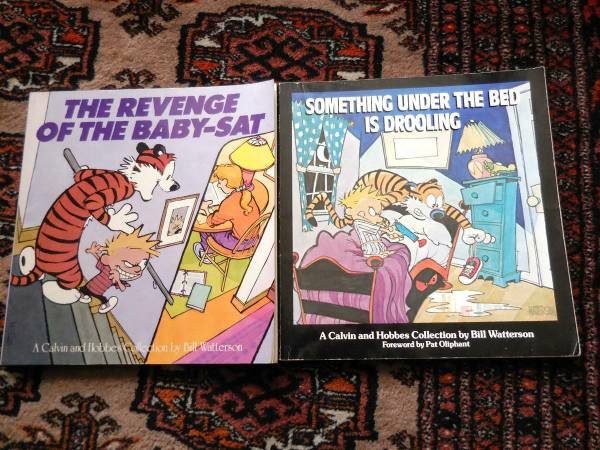 THE REVENGE
OF THE BABY-SAT
A Calvin and Hobbes Collection by Bill Watterson
SOMETHING UNDER THE BED
IS DROOLING
A Calvin and Hobbes Collection by Bill Watterson
Foreword by Pat Oliphant